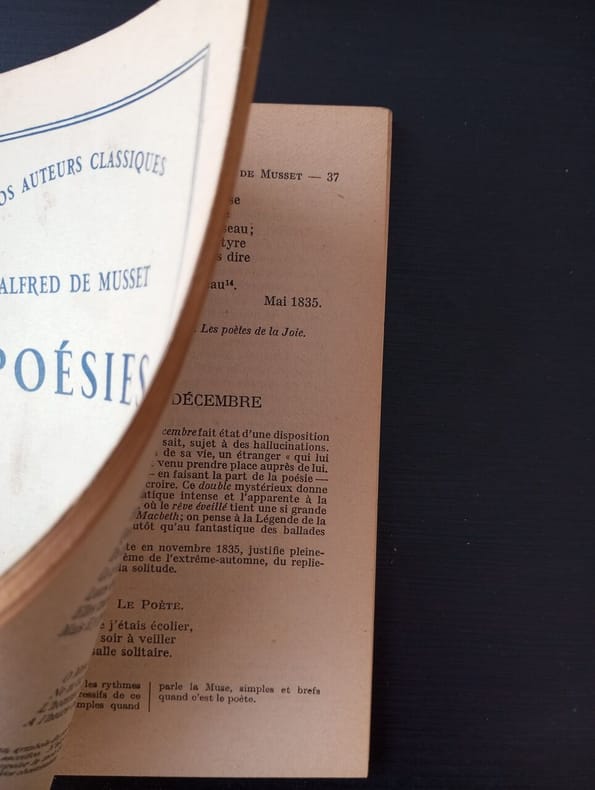 OS AUTEURS CLASSIQUES
ALFRED DE MUSSET
POÉSIES
DE MUSSET — 37
se
seau;
tyre
s dire
au¹⁴.
Mai 1835.
Les poètes de la Joie.
DÉCEMBRE
cembre fait état d'une disposition
sait, sujet à des hallucinations.
de sa vie, un étranger « qui lui
venu prendre place auprès de lui.
— en faisant la part de la poésie —
croire. Ce double mystérieux donne
atique intense et l'apparente à la
, où le rêve éveillé tient une si grande
Macbeth; on pense à la Légende de la
utôt qu'au fantastique des ballades
te en novembre 1835, justifie pleine-
ème de l'extrême-automne, du replie-
la solitude.
LE POÈTE.
e j'étais écolier,
soir à veiller
salle solitaire.
les rythmes
ressifs de ce
mples quand
parle la Muse, simples et brefs
quand c'est le poète.